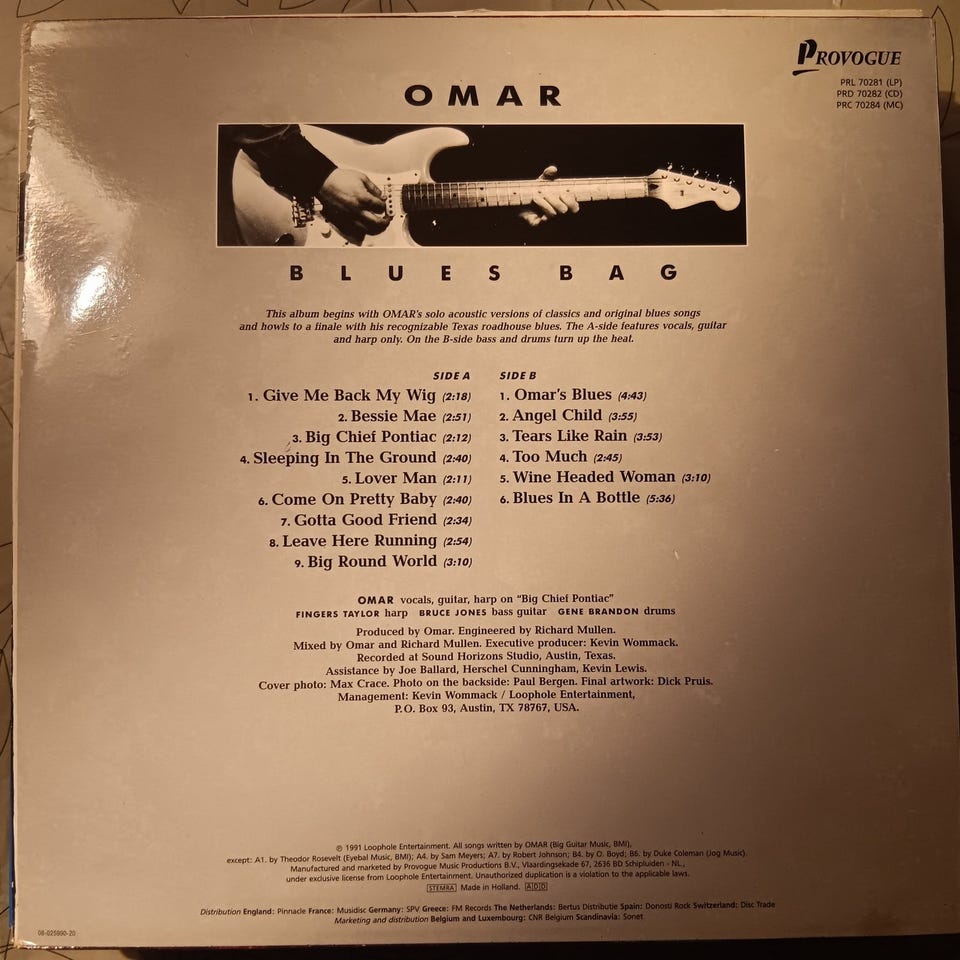 PROVOGUE
PRL 70281 (LP)
PRD 70282 (CD)
PRC 70284 (MC)
OMAR
BLUES BAG
This album begins with OMAR's solo acoustic versions of classics and original blues songs
and howls to a finale with his recognizable Texas roadhouse blues. The A-side features vocals, guitar
and harp only. On the B-side bass and drums turn up the heat.
SIDE A
1. Give Me Back My Wig (2:18)
2. Bessie Mae (2:51)
3. Big Chief Pontiac (2:12)
4. Sleeping In The Ground (2:40)
5. Lover Man (2:11)
6. Come On Pretty Baby (2:40)
7. Gotta Good Friend (2:34)
8. Leave Here Running (2:54)
9. Big Round World (3:10)
SIDE B
1. Omar's Blues (4:43)
2. Angel Child (3:55)
3. Tears Like Rain (3:53)
4. Too Much (2:45)
5. Wine Headed Woman (3:10)
6. Blues In A Bottle (5:36)
OMAR vocals, guitar, harp on "Big Chief Pontiac"
FINGERS TAYLOR harp BRUCE JONES bass guitar GENE BRANDON drums
Produced by Omar. Engineered by Richard Mullen.
Mixed by Omar and Richard Mullen. Executive producer: Kevin Wommack.
Recorded at Sound Horizons Studio, Austin, Texas.
Assistance by Joe Ballard, Herschel Cunningham, Kevin Lewis.
Cover photo: Max Crace. Photo on the backside: Paul Bergen. Final artwork: Dick Pruis.
Management: Kevin Wommack / Loophole Entertainment,
P.O. Box 93, Austin, TX 78767, USA.
℗ 1991 Loophole Entertainment. All songs written by OMAR (Big Guitar Music, BMI),
except: A1. by Theodor Rosevelt (Eyebal Music, BMI); A4. by Sam Meyers; A7. by Robert Johnson; B4. by O. Boyd; B6. by Duke Coleman (Jog Music).
Manufactured and marketed by Provogue Music Productions B.V., Vlaardingsekade 67, 2636 BD Schipluiden - NL.,
under exclusive license from Loophole Entertainment. Unauthorized duplication is a violation to the applicable laws.
STEMRA Made in Holland. ADD
Distribution England: Pinnacle France: Musidisc Germany: SPV Greece: FM Records The Netherlands: Bertus Distributie Spain: Donosti Rock Switzerland: Disc Trade
Marketing and distribution Belgium and Luxembourg: CNR Belgium Scandinavia: Sonet
08-025990-20